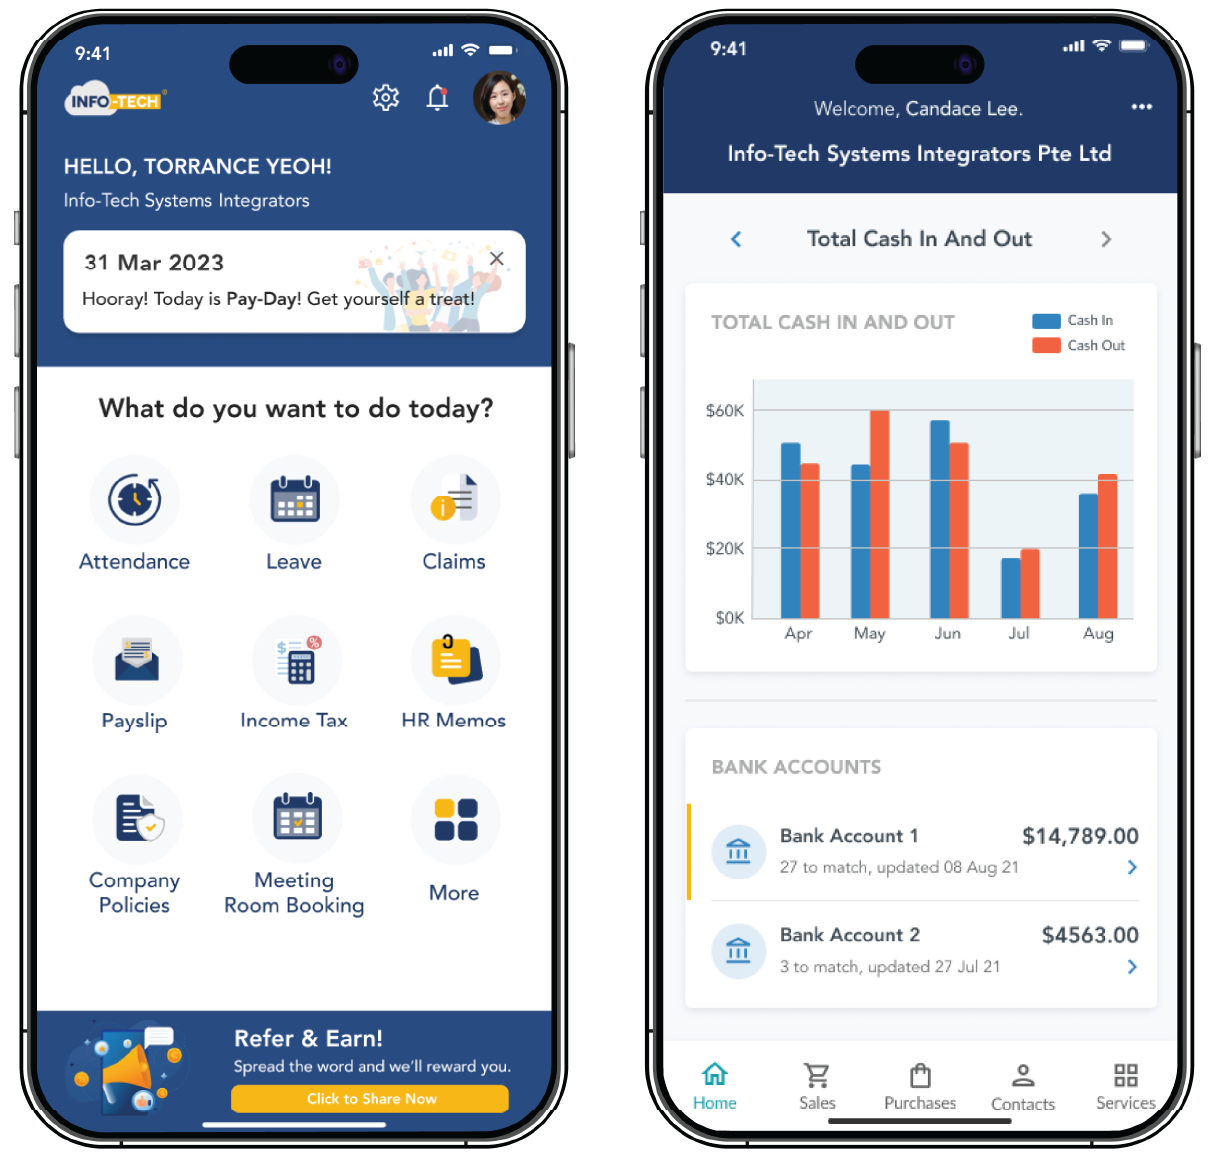 9:41
INFO-TECH®
HELLO, TORRANCE YEOH!
Info-Tech Systems Integrators
31 Mar 2023
Hooray! Today is Pay-Day! Get yourself a treat!
What do you want to do today?
Attendance
Leave
Claims
$
%
Payslip
Income Tax
HR Memos
Company
Policies
Meeting
Room Booking
More
Refer & Earn!
Spread the word and we'll reward you.
Click to Share Now
9:41
Welcome, Candace Lee.
Info-Tech Systems Integrators Pte Ltd
Total Cash In And Out
TOTAL CASH IN AND OUT
Cash In
Cash Out
$60K
$40K
$20K
$0K
Apr
May
Jun
Jul
Aug
BANK ACCOUNTS
Bank Account 1
$14,789.00
27 to match, updated 08 Aug 21
Bank Account 2
$4563.00
3 to match, updated 27 Jul 21
Home
Sales
Purchases
Contacts
Services